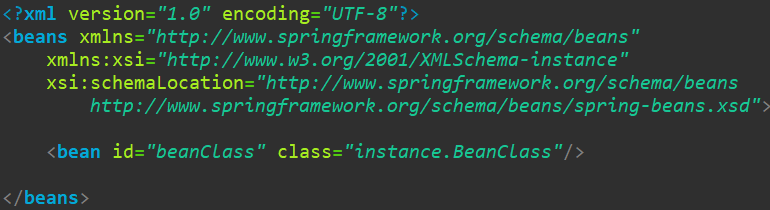 <?xml version="1.0" encoding="UTF-8"?>
<beans xmlns="http://www.springframework.org/schema/beans"
    xmlns:xsi="http://www.w3.org/2001/XMLSchema-instance"
    xsi:schemaLocation="http://www.springframework.org/schema/beans
        http://www.springframework.org/schema/beans/spring-beans.xsd">
    <bean id="beanClass" class="instance.BeanClass"/>
</beans>